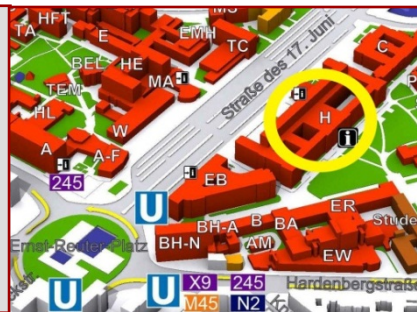 HFT
TA
E
EMH
MS
TC
C
BEL
HE
MA
Straße des 17. Juni
TEM
HL
W
H
A
A-F
i
EB
245
U
BH-A
B
BA
ER
BH-N
AM
EW
Ernst-Reuter-Platz
Hardenbergstraße
U
U
X9
245
M45
N2